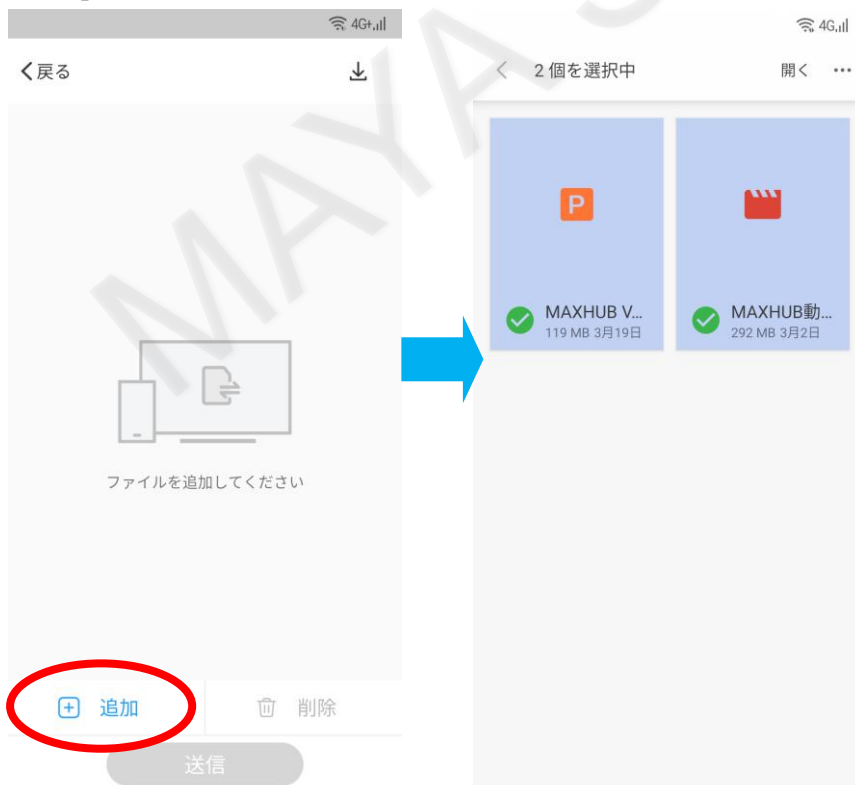 4G+
戻る
ファイルを追加してください
追加
削除
送信
4G
2 個を選択中
開く
P
MAXHUB V...
119 MB 3月19日
MAXHUB動...
292 MB 3月2日
MAYA